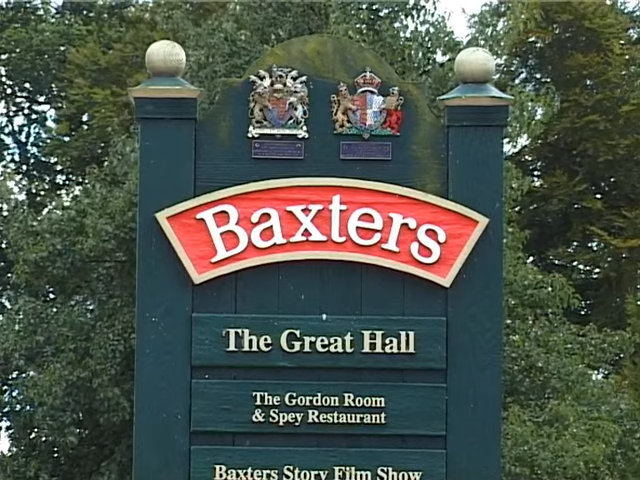 Baxters
The Great Hall
The Gordon Room
& Spey Restaurant
Baxters Story Film Show